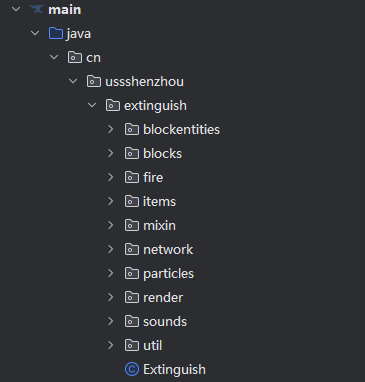 main
java
cn
ussshenzhou
extinguish
blockentities
blocks
fire
items
mixin
network
particles
render
sounds
util
Extinguish